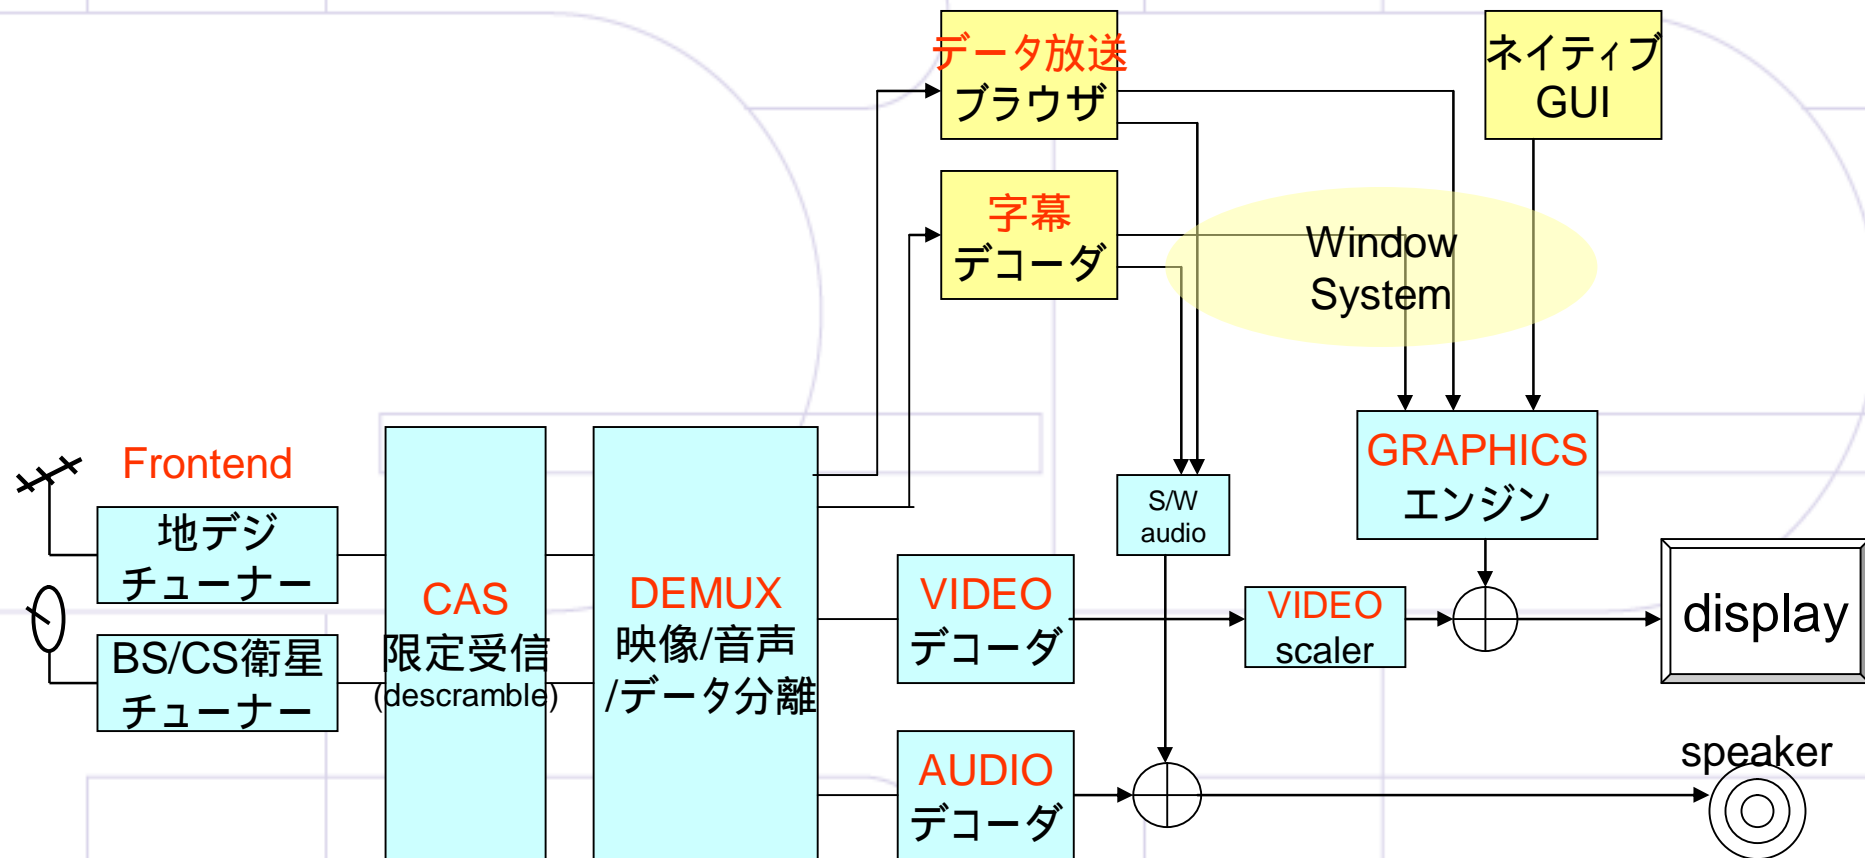 データ放送
ブラウザ
ネイティブ
GUI
字幕
デコーダ
Window
System
Frontend
地デジ
チューナー
BS/CS衛星
チューナー
CAS
限定受信
(descramble)
DEMUX
映像/音声
/データ分離
S/W
audio
GRAPHICS
エンジン
VIDEO
デコーダ
VIDEO
scaler
display
AUDIO
デコーダ
speaker